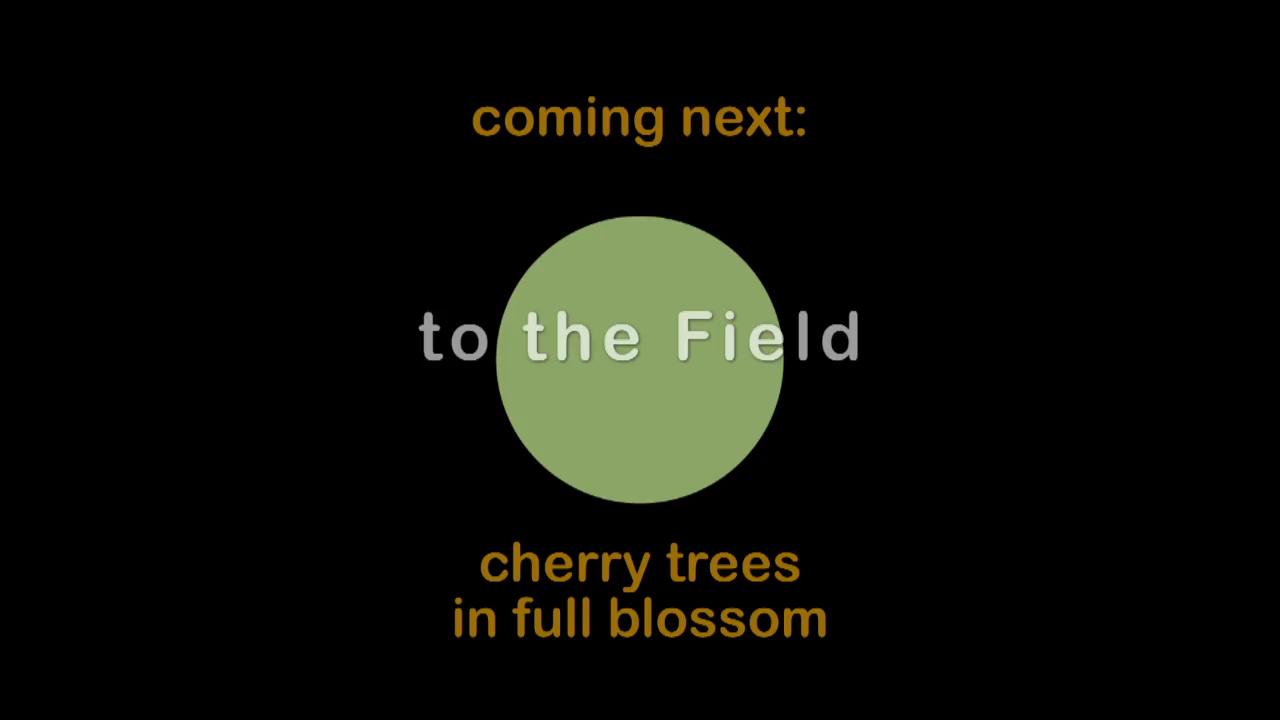 coming next:
to the Field
cherry trees
in full blossom